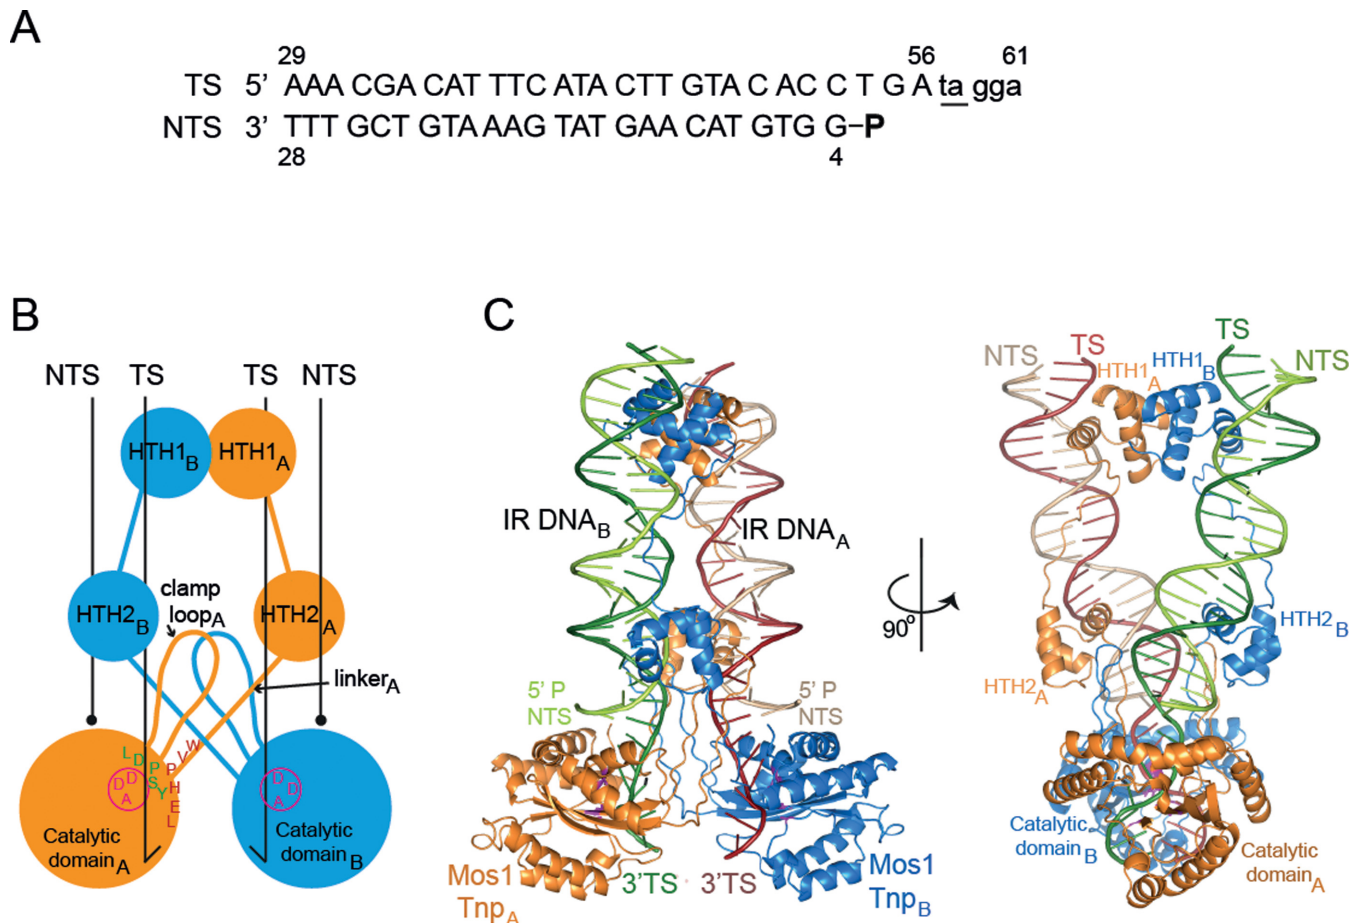 A
29 56 61
TS 5’ AAA CGA CAT TTC ATA CTT GTA CAC C T G A ta gga
NTS 3’ TTT GCT GTA AAG TAT GAA CAT GTG G–P
28 4
B
NTS TS TS NTS
HTH1B HTH1A
clamp
loopA
HTH2B HTH2A
linkerA
L D P S Y
W V P H E L
D D A
D D A
Catalytic
domainA
Catalytic
domainB
C
IR DNAB IR DNAA
5’ P
NTS
5’ P
NTS
Mos1
TnpA
3’TS 3’TS
Mos1
TnpB
90°
NTS TS HTH1A HTH1B TS NTS
HTH2A
HTH2B
Catalytic
domainB
Catalytic
domainA